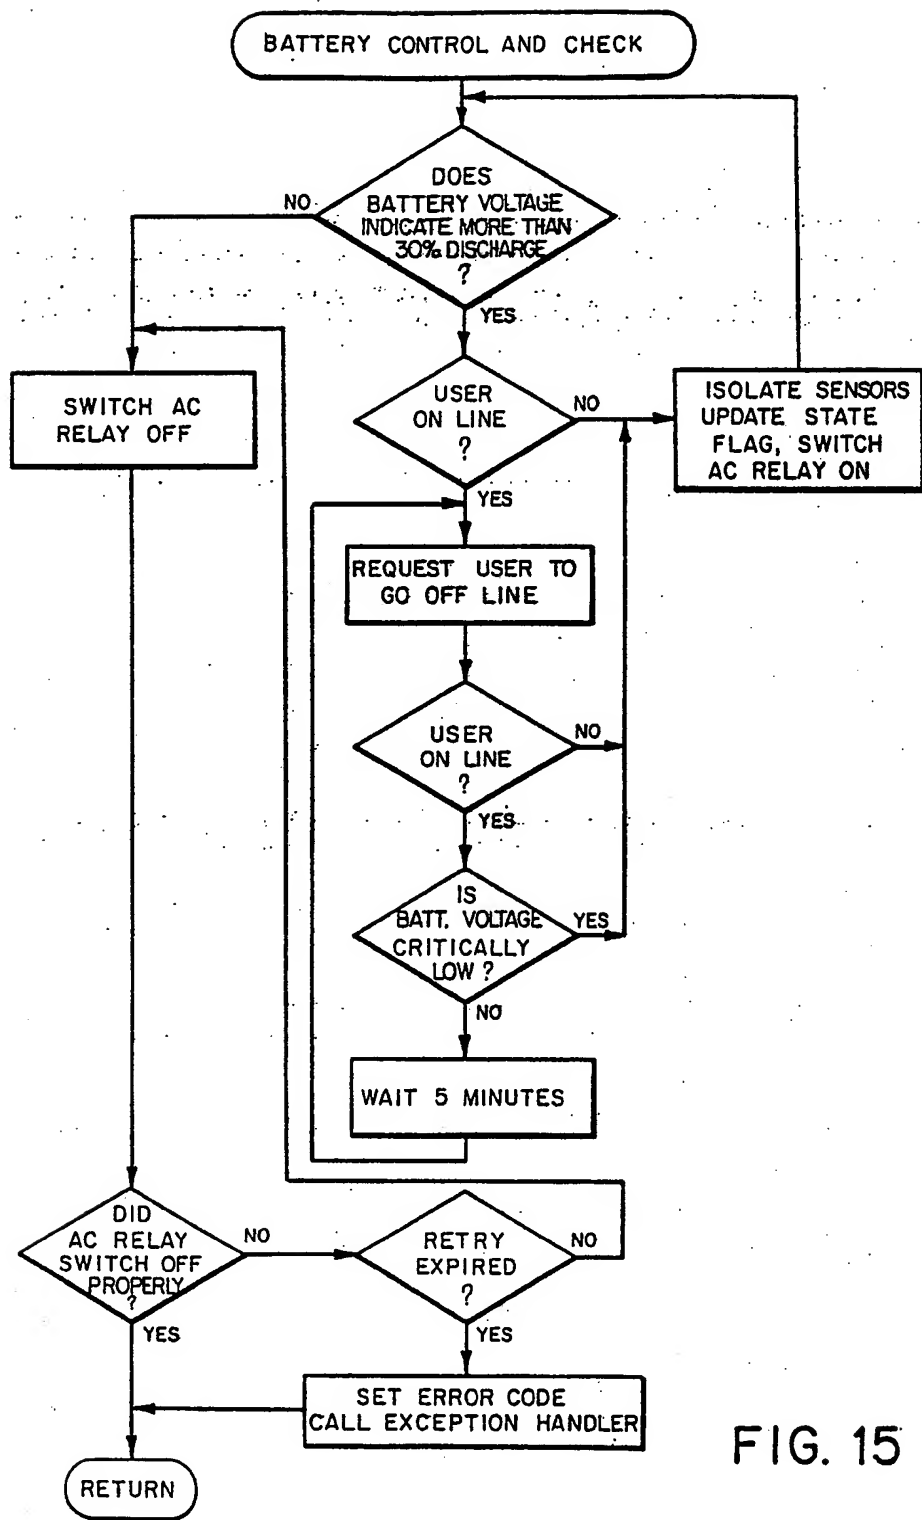 BATTERY CONTROL AND CHECK
DOES
BATTERY VOLTAGE
INDICATE MORE THAN
30% DISCHARGE
?
NO
YES
SWITCH AC
RELAY OFF
USER
ON LINE
?
NO
YES
ISOLATE SENSORS
UPDATE STATE
FLAG, SWITCH
AC RELAY ON
REQUEST USER TO
GO OFF LINE
USER
ON LINE
?
NO
YES
IS
BATT. VOLTAGE
CRITICALLY
LOW ?
YES
NO
WAIT 5 MINUTES
DID
AC RELAY
SWITCH OFF
PROPERLY
?
NO
YES
RETRY
EXPIRED
?
NO
YES
SET ERROR CODE
CALL EXCEPTION HANDLER
RETURN
FIG. 15